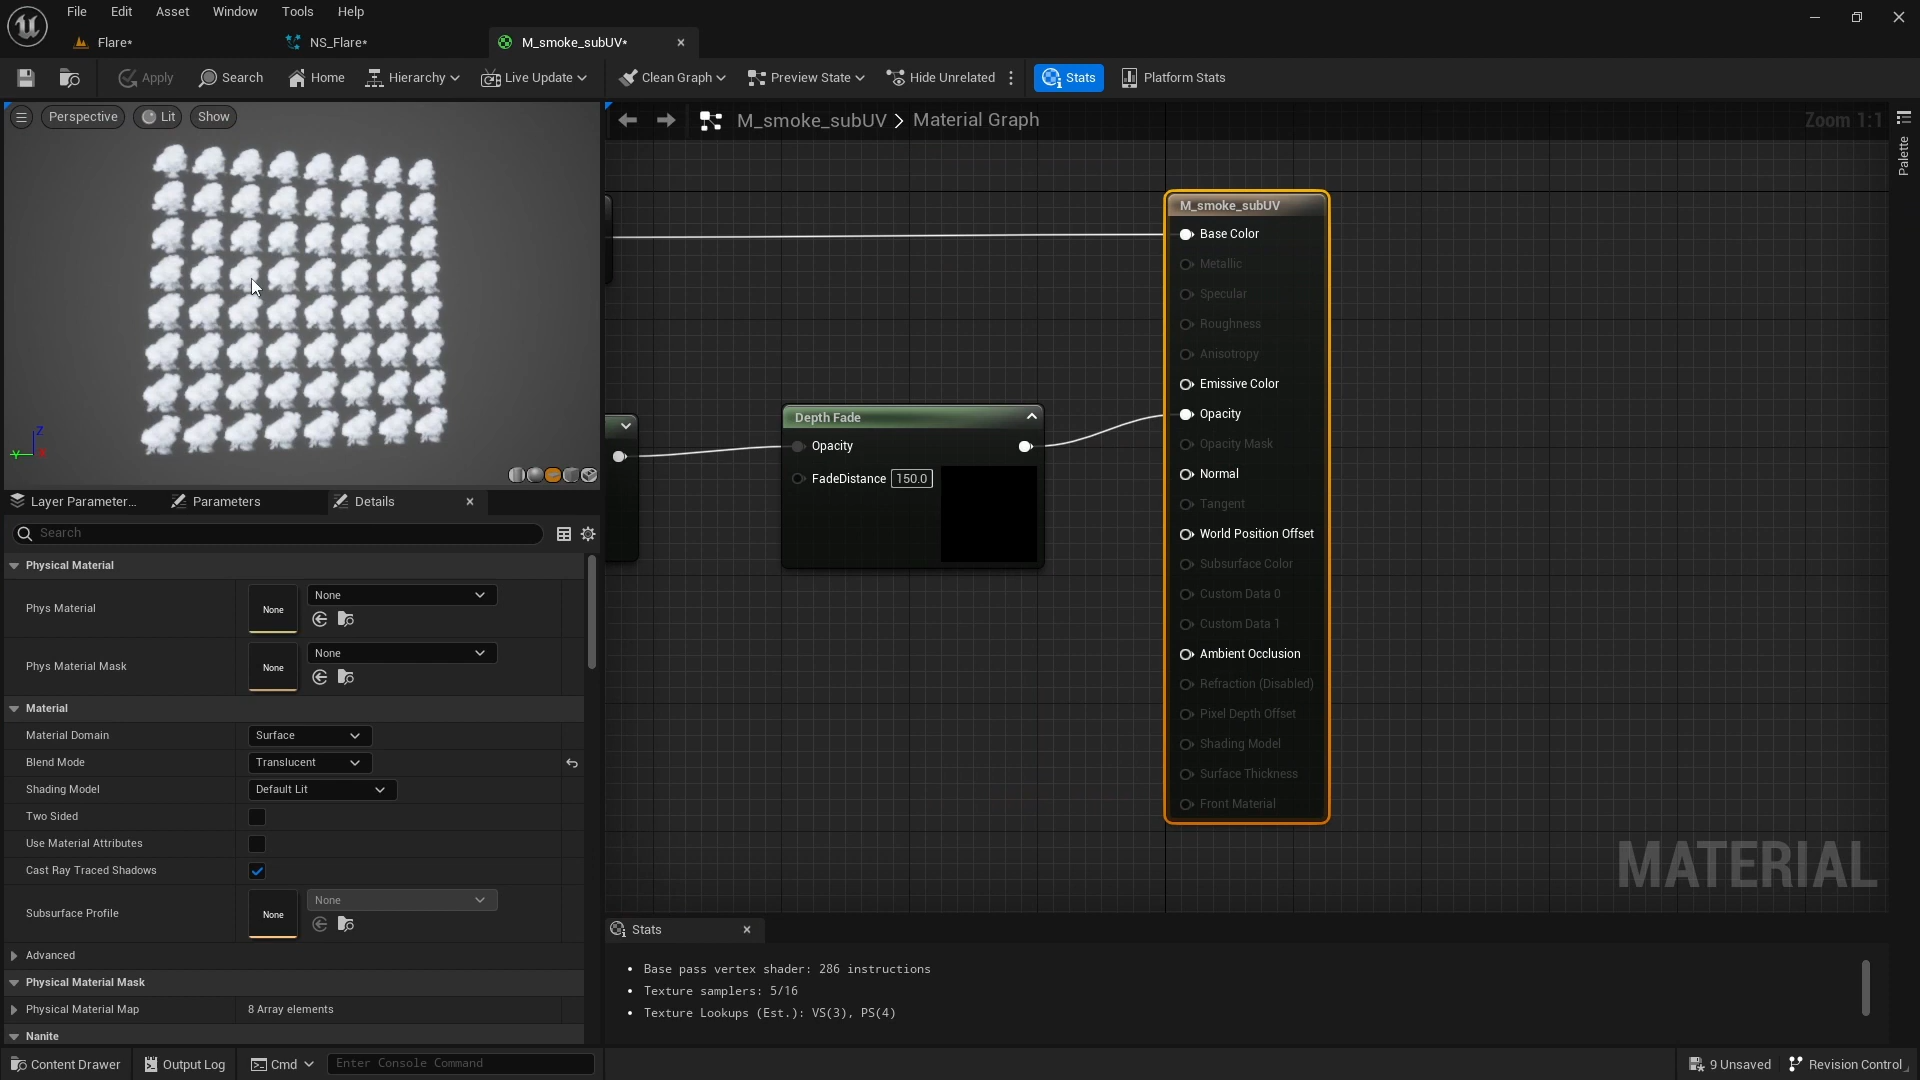 File Edit Asset Window Tools Help
Flare* NS_Flare* M_smoke_subUV*
Apply Search Home Hierarchy Live Update Clean Graph Preview State Hide Unrelated Stats Platform Stats
Perspective Lit Show
M_smoke_subUV > Material Graph Zoom 1:1
Palette
M_smoke_subUV
Base Color
Metallic
Specular
Roughness
Anisotropy
Emissive Color
Opacity
Opacity Mask
Normal
Tangent
World Position Offset
Subsurface Color
Custom Data 0
Custom Data 1
Ambient Occlusion
Refraction (Disabled)
Pixel Depth Offset
Shading Model
Surface Thickness
Front Material
Depth Fade
Opacity
FadeDistance 150.0
Z
Y
MATERIAL
Layer Parameter... Parameters Details
Search
Physical Material
Phys Material None None
Phys Material Mask None None
Material
Material Domain Surface
Blend Mode Translucent
Shading Model Default Lit
Two Sided
Use Material Attributes
Cast Ray Traced Shadows
Subsurface Profile None None
Advanced
Physical Material Mask
Physical Material Map 8 Array elements
Nanite
Stats
• Base pass vertex shader: 286 instructions
• Texture samplers: 5/16
• Texture Lookups (Est.): VS(3), PS(4)
Content Drawer Output Log Cmd Enter Console Command 9 Unsaved Revision Control